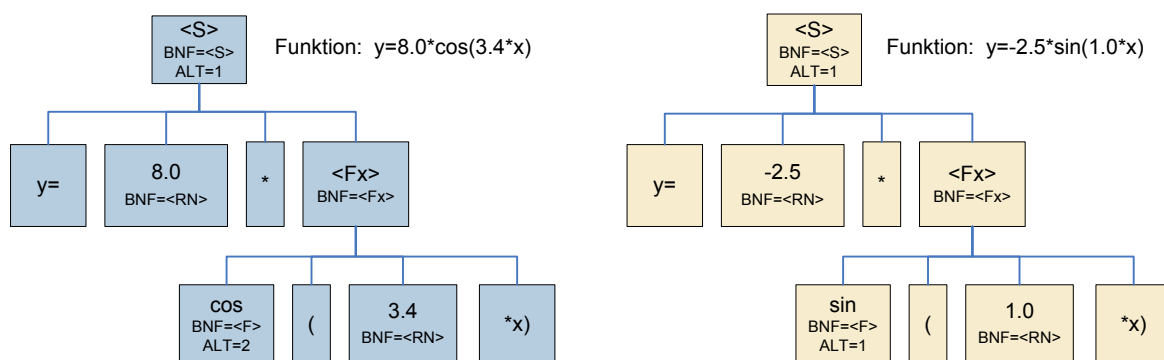 <S>
BNF=<S>
ALT=1
Funktion: y=8.0*cos(3.4*x)
y=
8.0
BNF=<RN>
*
<Fx>
BNF=<Fx>
cos
BNF=<F>
ALT=2
(
3.4
BNF=<RN>
*x)
<S>
BNF=<S>
ALT=1
Funktion: y=-2.5*sin(1.0*x)
y=
-2.5
BNF=<RN>
*
<Fx>
BNF=<Fx>
sin
BNF=<F>
ALT=1
(
1.0
BNF=<RN>
*x)